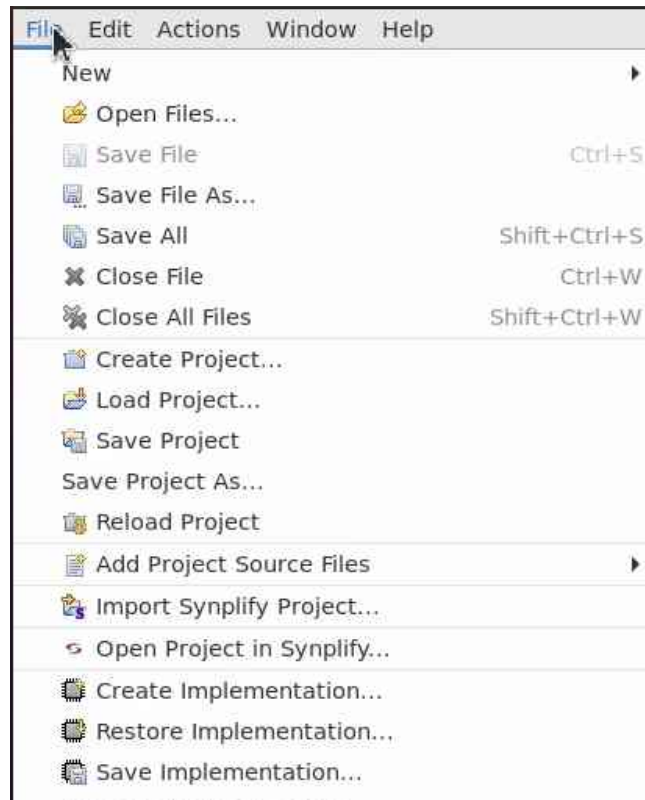 File Edit Actions Window Help
New
Open Files...
Save File Ctrl+S
Save File As...
Save All Shift+Ctrl+S
Close File Ctrl+W
Close All Files Shift+Ctrl+W
Create Project...
Load Project...
Save Project
Save Project As...
Reload Project
Add Project Source Files
Import Synplify Project...
Open Project in Synplify...
Create Implementation...
Restore Implementation...
Save Implementation...